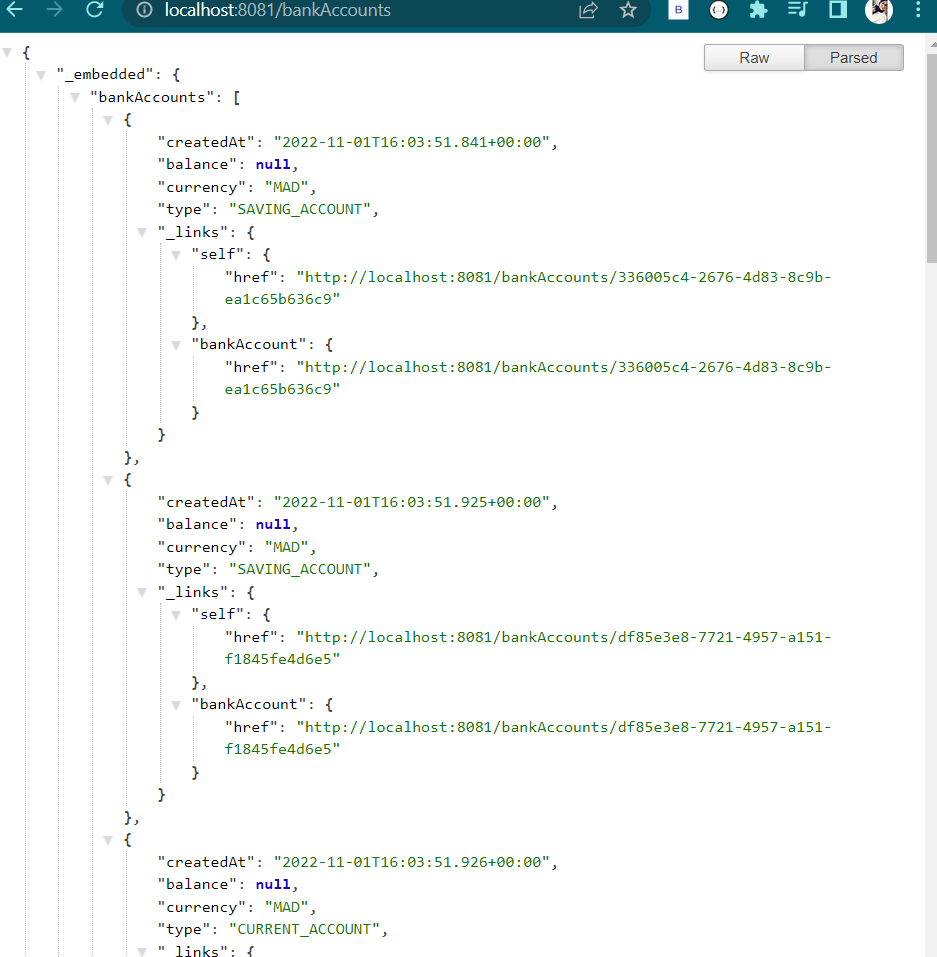 localhost:8081/bankAccounts
B
Raw
Parsed
{
"_embedded": {
"bankAccounts": [
{
"createdAt": "2022-11-01T16:03:51.841+00:00",
"balance": null,
"currency": "MAD",
"type": "SAVING_ACCOUNT",
"_links": {
"self": {
"href": "http://localhost:8081/bankAccounts/336005c4-2676-4d83-8c9b-
ea1c65b636c9"
},
"bankAccount": {
"href": "http://localhost:8081/bankAccounts/336005c4-2676-4d83-8c9b-
ea1c65b636c9"
}
}
},
{
"createdAt": "2022-11-01T16:03:51.925+00:00",
"balance": null,
"currency": "MAD",
"type": "SAVING_ACCOUNT",
"_links": {
"self": {
"href": "http://localhost:8081/bankAccounts/df85e3e8-7721-4957-a151-
f1845fe4d6e5"
},
"bankAccount": {
"href": "http://localhost:8081/bankAccounts/df85e3e8-7721-4957-a151-
f1845fe4d6e5"
}
}
},
{
"createdAt": "2022-11-01T16:03:51.926+00:00",
"balance": null,
"currency": "MAD",
"type": "CURRENT_ACCOUNT",
"_links": {